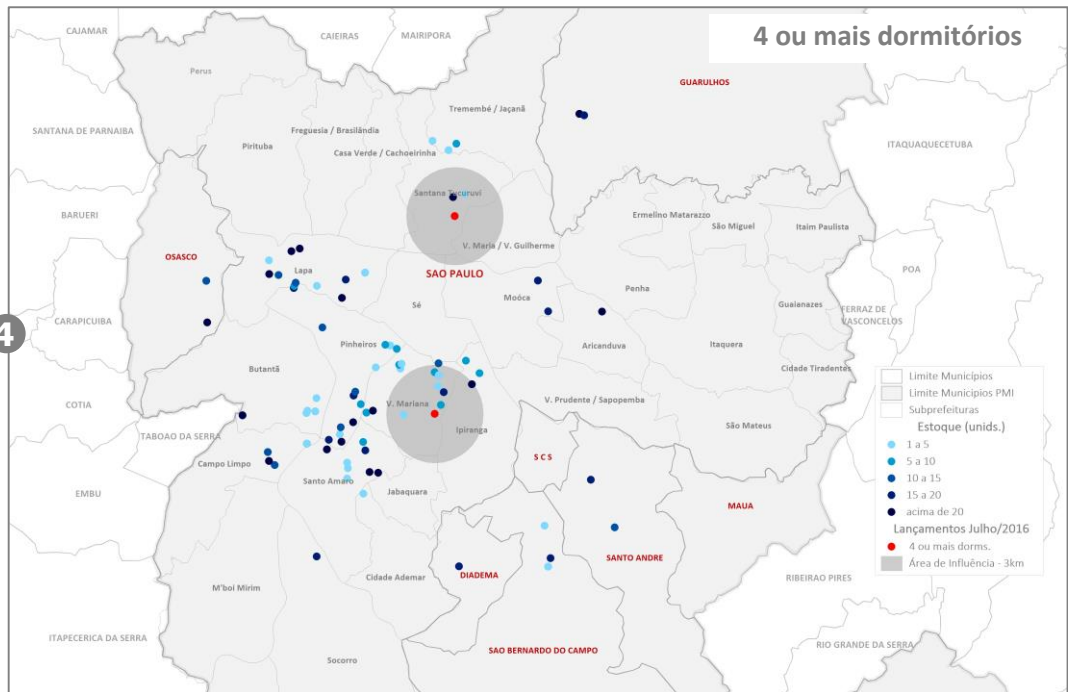 4 ou mais dormitórios
CAJAMAR
CAIEIRAS
MAIRIPORA
Perus
GUARULHOS
Tremembé / Jaçanã
SANTANA DE PARNAIBA
Freguesia / Brasilândia
Pirituba
Casa Verde / Cachoeirinha
ITAQUAQUECETUBA
Santana Tucuruvi
BARUERI
Ermelino Matarazzo
São Miguel
Itaim Paulista
V. Maria / V. Guilherme
OSASCO
Lapa
SAO PAULO
POA
Penha
Moóca
Sé
Guaianazes
FERRAZ DE
VASCONCELOS
CARAPICUIBA
4
Pinheiros
Aricanduva
Itaquera
Butantã
Cidade Tiradentes
COTIA
V. Mariana
V. Prudente / Sapopemba
Ipiranga
São Mateus
TABOAO DA SERRA
Campo Limpo
S C S
Santo Amaro
Jabaquara
EMBU
MAUA
Limite Municípios
Limite Municipios PMI
Subprefeituras
Estoque (unids.)
1 a 5
5 a 10
10 a 15
15 a 20
acima de 20
Lançamentos Julho/2016
4 ou mais dorms.
Área de Influência - 3km
SANTO ANDRE
Cidade Ademar
DIADEMA
M'boi Mirim
RIBEIRAO PIRES
ITAPECERICA DA SERRA
RIO GRANDE DA SERRA
SAO BERNARDO DO CAMPO
Socorro